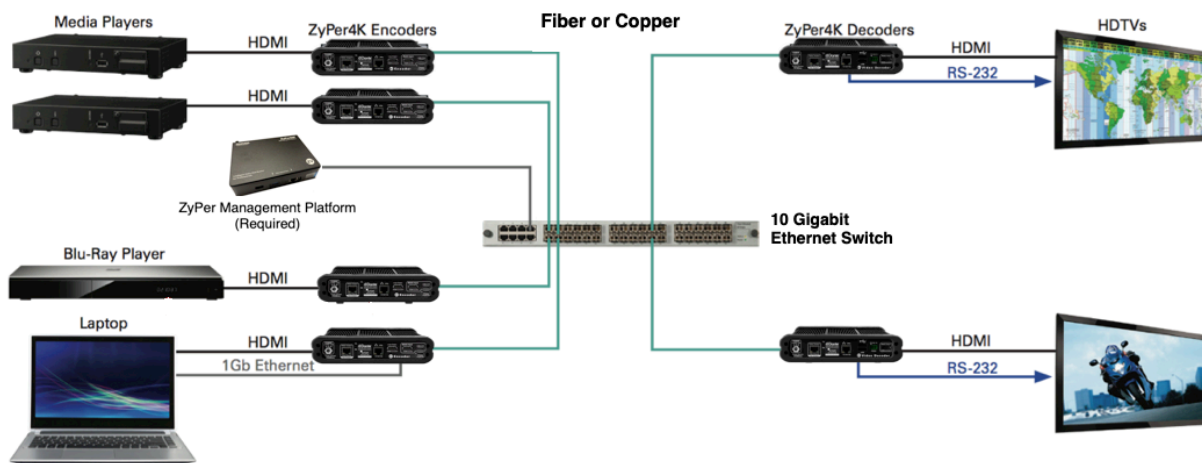 Media Players
HDMI
ZyPer4K Encoders
Fiber or Copper
ZyPer4K Decoders
HDMI
HDTVs
RS-232
HDMI
ZyPer Management Platform
(Required)
10 Gigabit
Ethernet Switch
Blu-Ray Player
HDMI
Laptop
HDMI
1Gb Ethernet
HDMI
RS-232